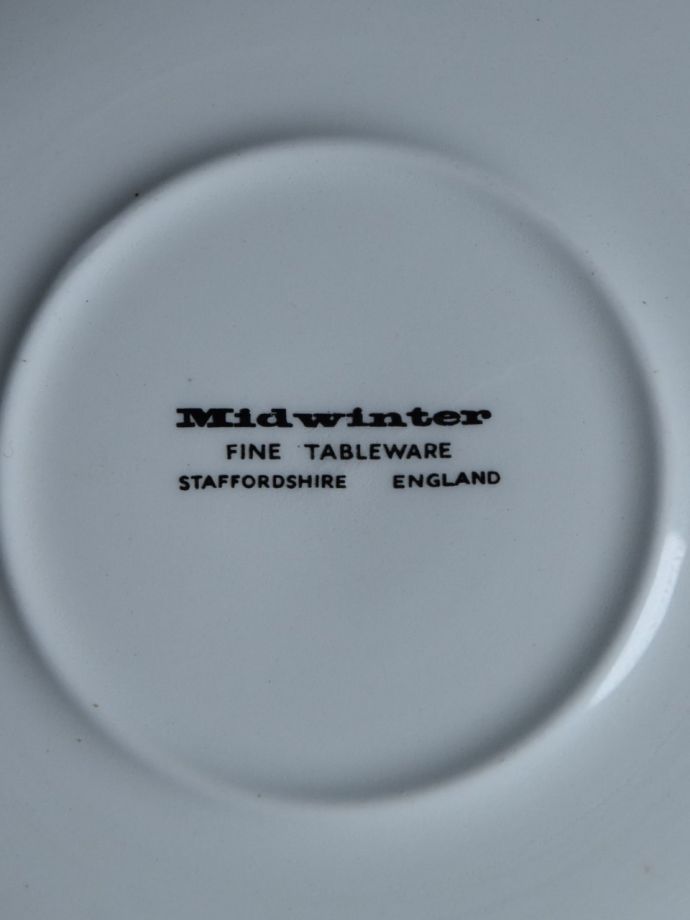 Midwinter
FINE TABLEWARE
STAFFORDSHIRE ENGLAND